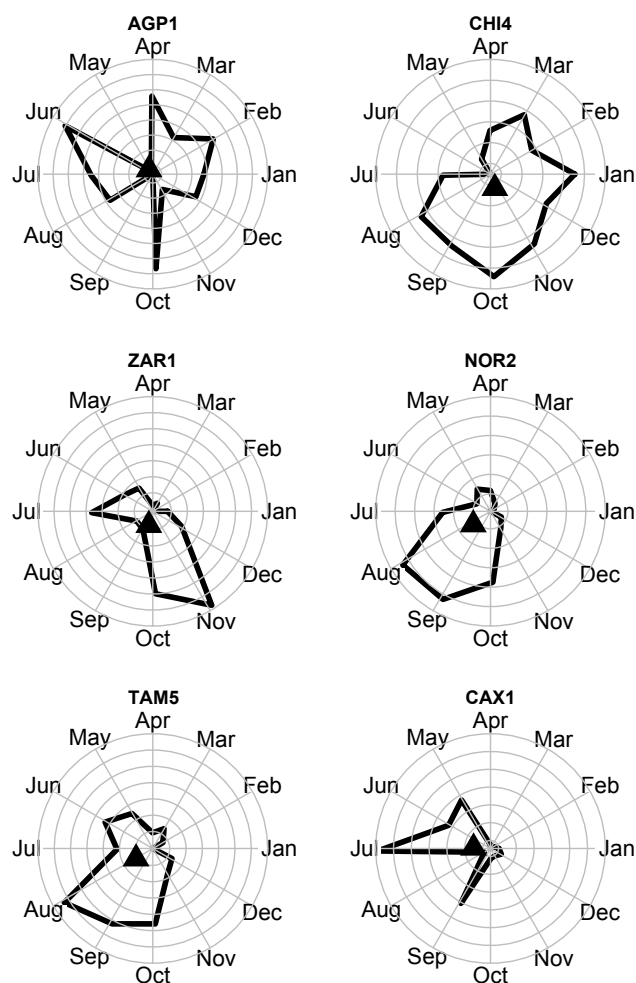 AGP1
Apr
May Mar
Jun Feb
Jul Jan
Aug Dec
Sep Nov
Oct
CHI4
Apr
May Mar
Jun Feb
Jul Jan
Aug Dec
Sep Nov
Oct
ZAR1
Apr
May Mar
Jun Feb
Jul Jan
Aug Dec
Sep Nov
Oct
NOR2
Apr
May Mar
Jun Feb
Jul Jan
Aug Dec
Sep Nov
Oct
TAM5
Apr
May Mar
Jun Feb
Jul Jan
Aug Dec
Sep Nov
Oct
CAX1
Apr
May Mar
Jun Feb
Jul Jan
Aug Dec
Sep Nov
Oct